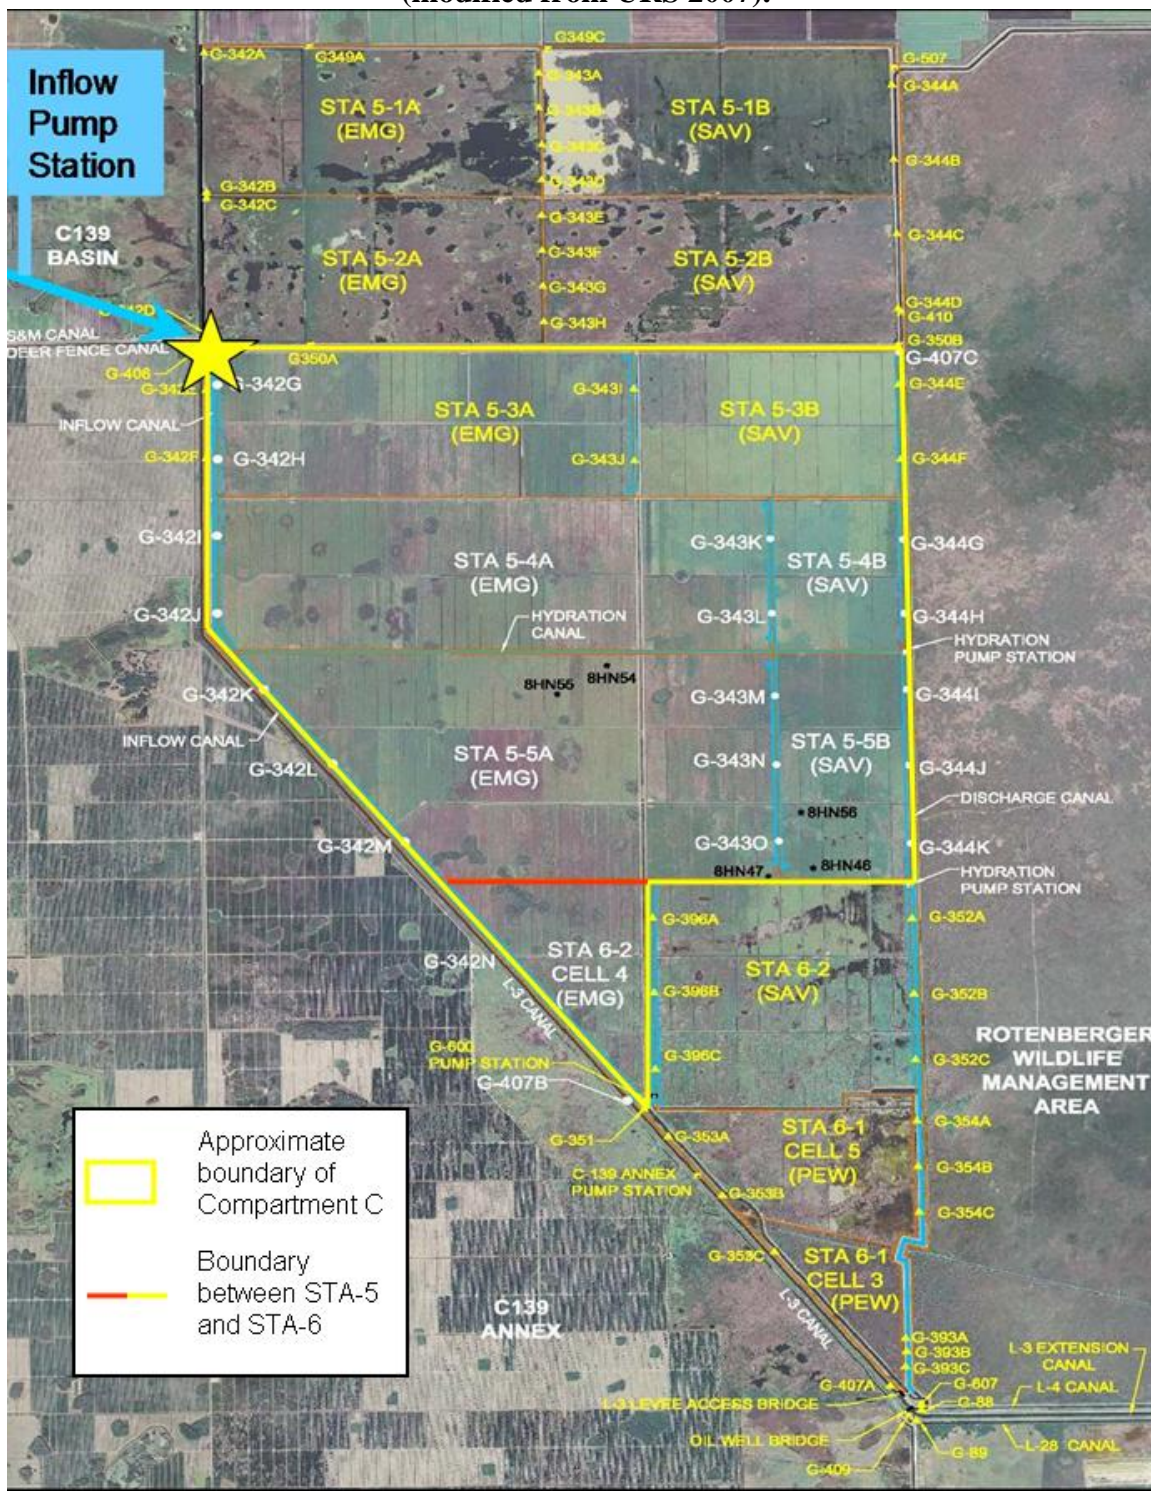 (modified from URS 2007).
G-342A
G349A
G349C
G-507
Inflow
Pump
Station
G-343A
G-344A
STA 5-1A
(EMG)
G-343B
STA 5-1B
(SAV)
G-343C
G-344B
G-343D
G-342B
G-342C
C139
BASIN
G-343E
G-344C
STA 5-2A
(EMG)
G-343F
STA 5-2B
(SAV)
G-343G
G-342D
G-343H
G-344D
G-410
S&M CANAL
DEER FENCE CANAL
G350A
G-350B
G-407C
G-406
G-342E
G-342G
G-343I
G-344E
INFLOW CANAL
STA 5-3A
(EMG)
STA 5-3B
(SAV)
G-342F
G-342H
G-343J
G-344F
G-342I
G-343K
G-344G
STA 5-4A
(EMG)
STA 5-4B
(SAV)
G-342J
HYDRATION
CANAL
G-343L
G-344H
HYDRATION
PUMP STATION
8HN55
8HN54
G-342K
G-343M
G-344I
INFLOW CANAL
STA 5-5A
(EMG)
STA 5-5B
(SAV)
G-342L
G-343N
G-344J
DISCHARGE CANAL
8HN56
G-342M
G-343O
G-344K
8HN47
8HN46
HYDRATION
PUMP STATION
G-396A
G-352A
G-342N
STA 6-2
CELL 4
(EMG)
STA 6-2
(SAV)
L-3 CANAL
G-396B
G-352B
G-600
PUMP STATION
G-396C
G-352C
ROTENBERGER
WILDLIFE
MANAGEMENT
AREA
G-407B
G-351
G-353A
STA 6-1
CELL 5
(PEW)
G-354A
C-139 ANNEX
PUMP STATION
G-354B
G-353B
G-354C
G-353C
STA 6-1
CELL 3
(PEW)
Approximate
boundary of
Compartment C
Boundary
between STA-5
and STA-6
C139
ANNEX
L-3 CANAL
G-393A
G-393B
G-393C
L-3 EXTENSION
CANAL
G-407A
G-607
L-4 CANAL
L-3 LEVEE ACCESS BRIDGE
G-88
OIL WELL BRIDGE
G-89
L-28 CANAL
G-409